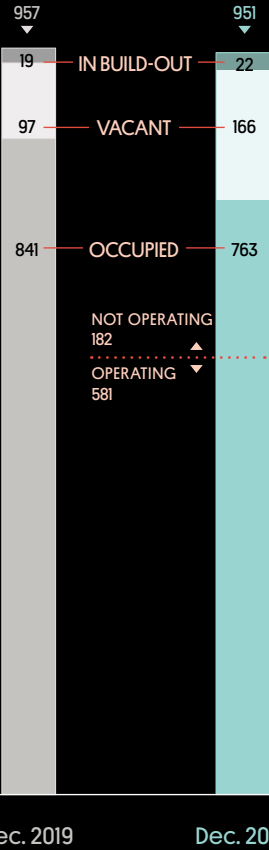 957 951
19 IN BUILD-OUT 22
97 VACANT 166
841 OCCUPIED 763
NOT OPERATING
182
OPERATING
581
ec. 2019 Dec. 20